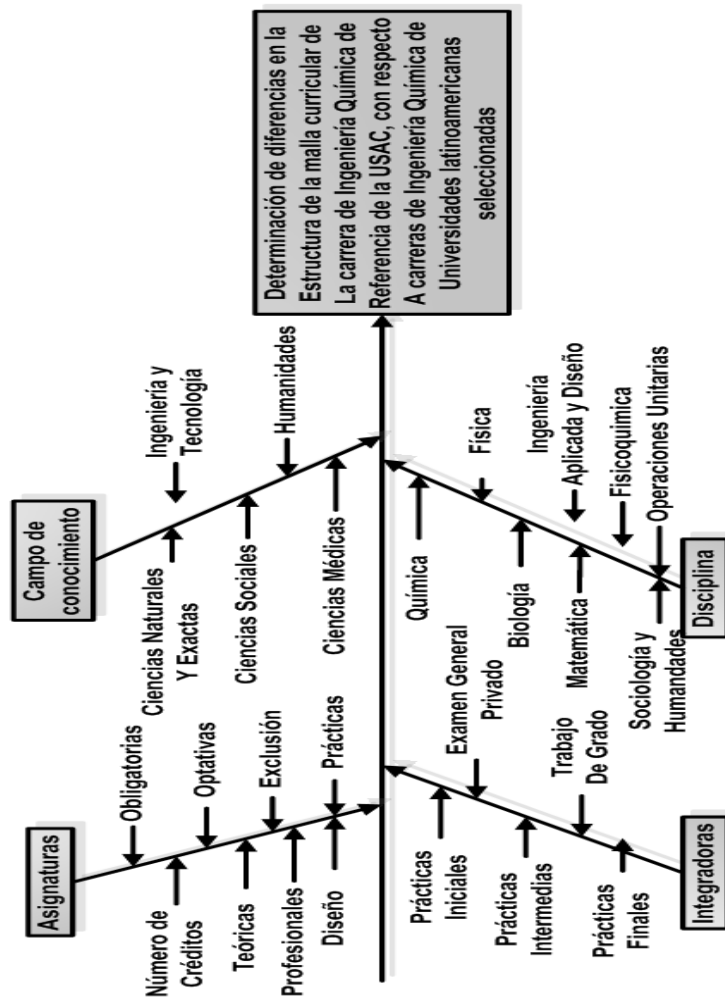 Asignaturas
Obligatorias
Número de
Créditos
Optativas
Teóricas
Exclusión
Profesionales
Prácticas
Diseño
Campo de
conocimiento
Ingeniería y
Tecnología
Ciencias Naturales
Y Exactas
Humanidades
Ciencias Sociales
Ciencias Médicas
Determinación de diferencias en la
Estructura de la malla curricular de
La carrera de Ingeniería Química de
Referencia de la USAC, con respecto
A carreras de Ingeniería Química de
Universidades latinoamericanas
seleccionadas
Prácticas
Iniciales
Examen General
Privado
Prácticas
Intermedias
Trabajo
De Grado
Prácticas
Finales
Integradoras
Química
Física
Biología
Ingeniería
Aplicada y Diseño
Matemática
Fisicoquimica
Sociología y
Humandades
Operaciones Unitarias
Disciplina